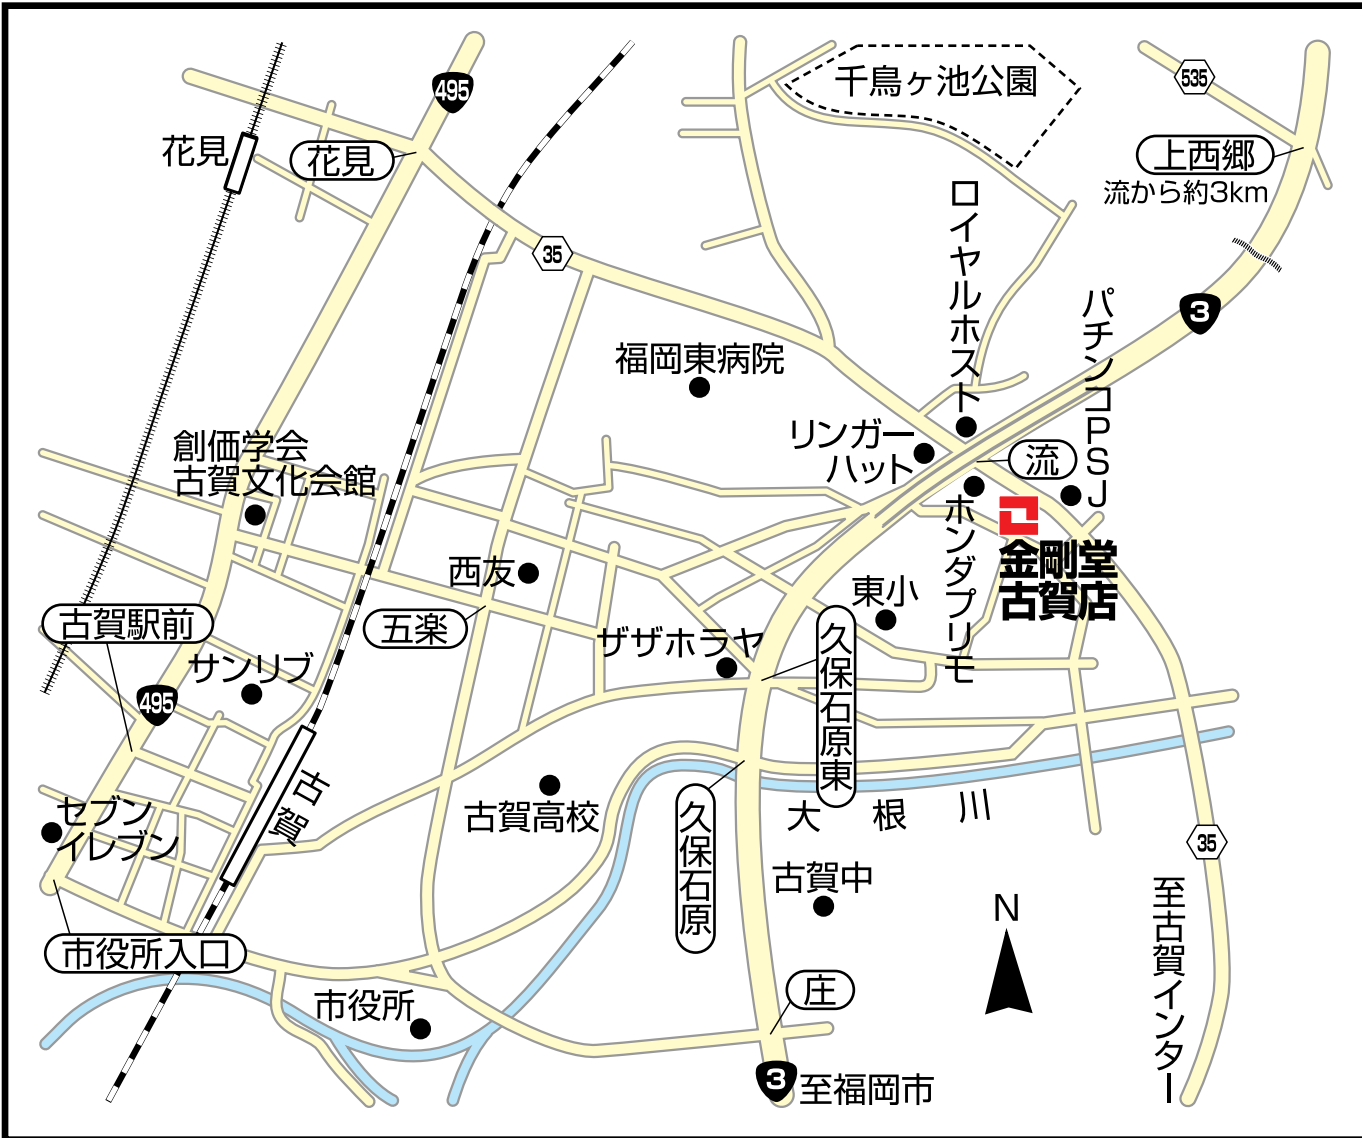 495
千鳥ヶ池公園
535
花見
花見
上西郷
流から約3km
35
ロイヤルホスト
パチンコPSJ
3
福岡東病院
リンガー
ハット
流
創価学会
古賀文化会館
ホンダプリモ
金剛堂
古賀店
西友
東小
古賀駅前
五楽
ザザホラヤ
久保石原東
サンリブ
495
古賀
セブン
イレブン
古賀高校
久保石原
大根川
35
古賀中
至古賀インター
N
市役所入口
市役所
庄
3
至福岡市